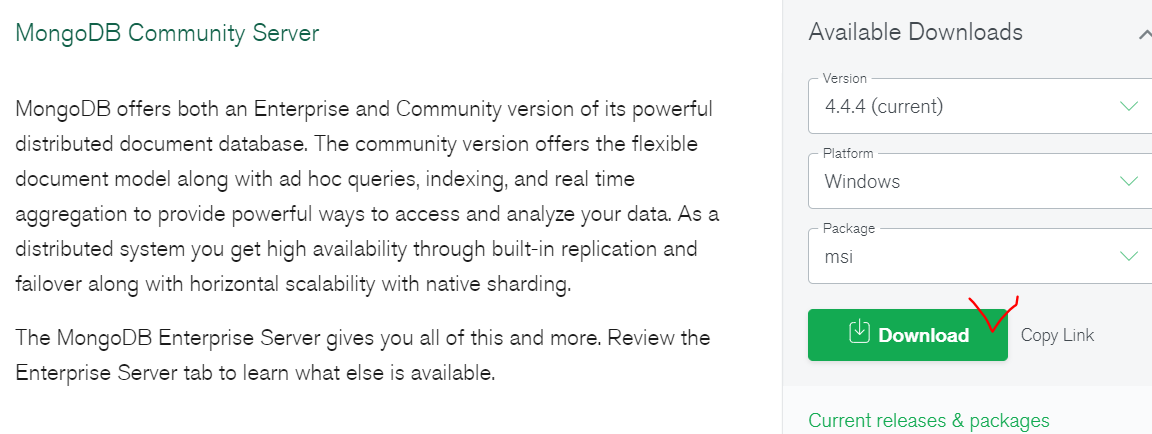 MongoDB Community Server
MongoDB offers both an Enterprise and Community version of its powerful
distributed document database. The community version offers the flexible
document model along with ad hoc queries, indexing, and real time
aggregation to provide powerful ways to access and analyze your data. As a
distributed system you get high availability through built-in replication and
failover along with horizontal scalability with native sharding.
The MongoDB Enterprise Server gives you all of this and more. Review the
Enterprise Server tab to learn what else is available.
Available Downloads
Version
4.4.4 (current)
Platform
Windows
Package
msi
Download
Copy Link
Current releases & packages